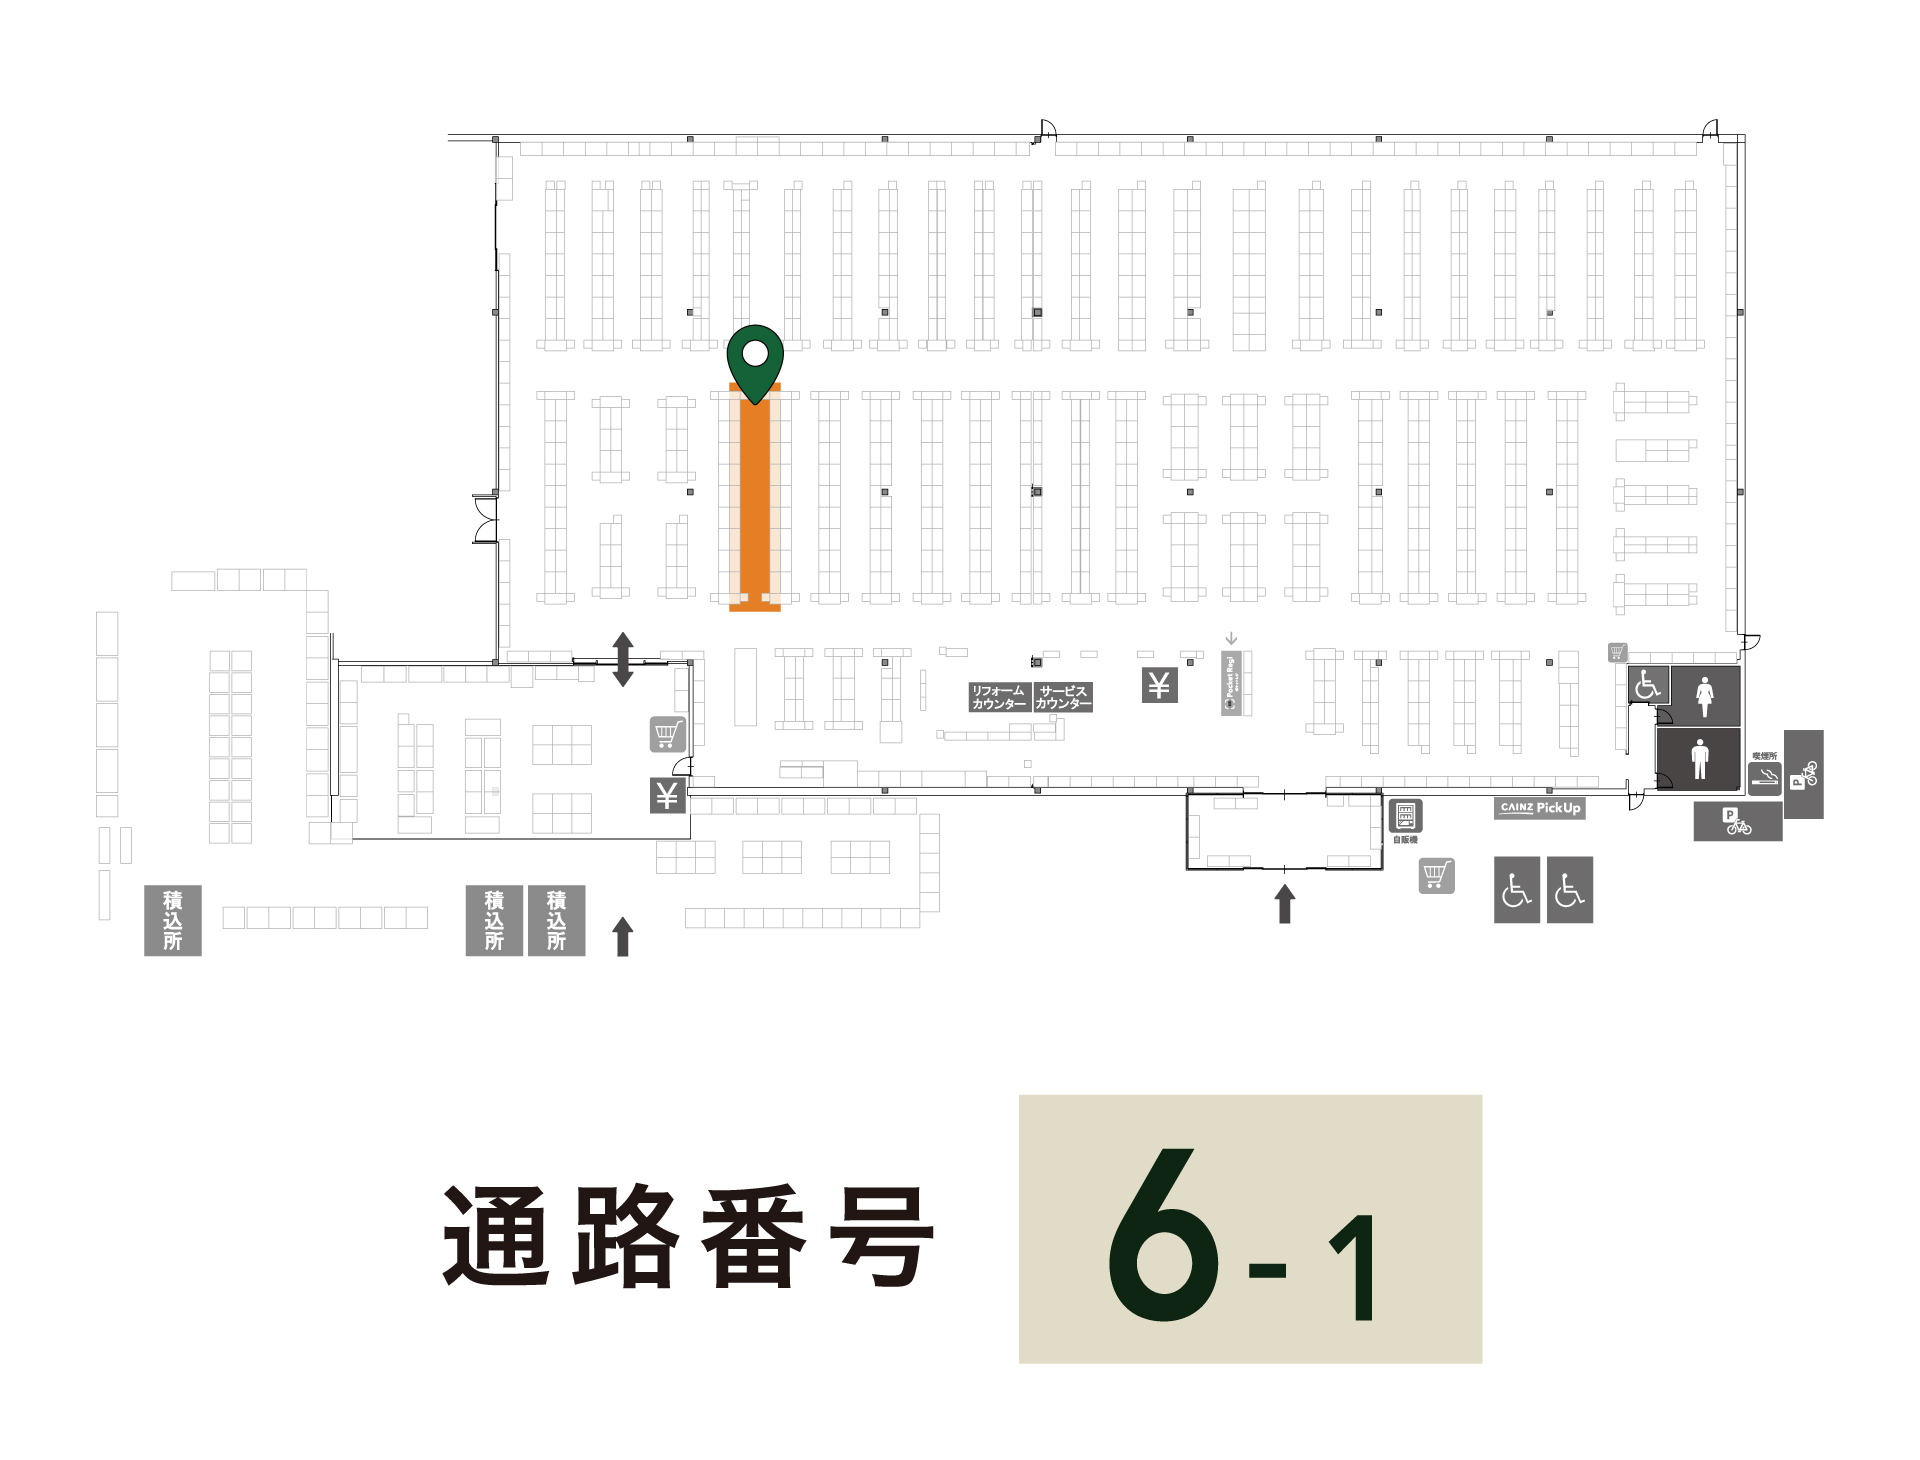 リフォーム
カウンター
サービス
カウンター
¥
Pocket Regi
¥
喫煙所
P
P
CAINZ PickUp
自販機
積込所
積込所
積込所
通路番号
6-1